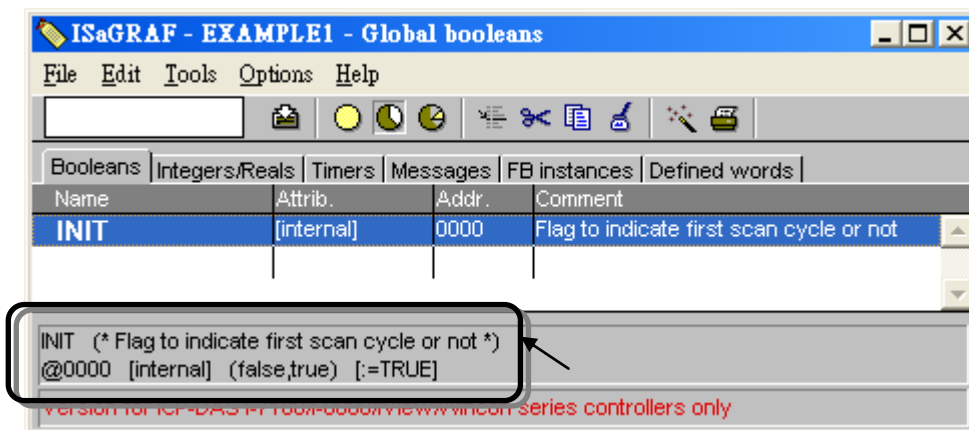 ISaGRAF - EXAMPLE1 - Global booleans
File Edit Tools Options Help
Booleans Integers/Reals Timers Messages FB instances Defined words
Name Attrib. Addr. Comment
INIT [internal] 0000 Flag to indicate first scan cycle or not
INIT (* Flag to indicate first scan cycle or not *)
@0000 [internal] (false,true) [:=TRUE]
series controllers only